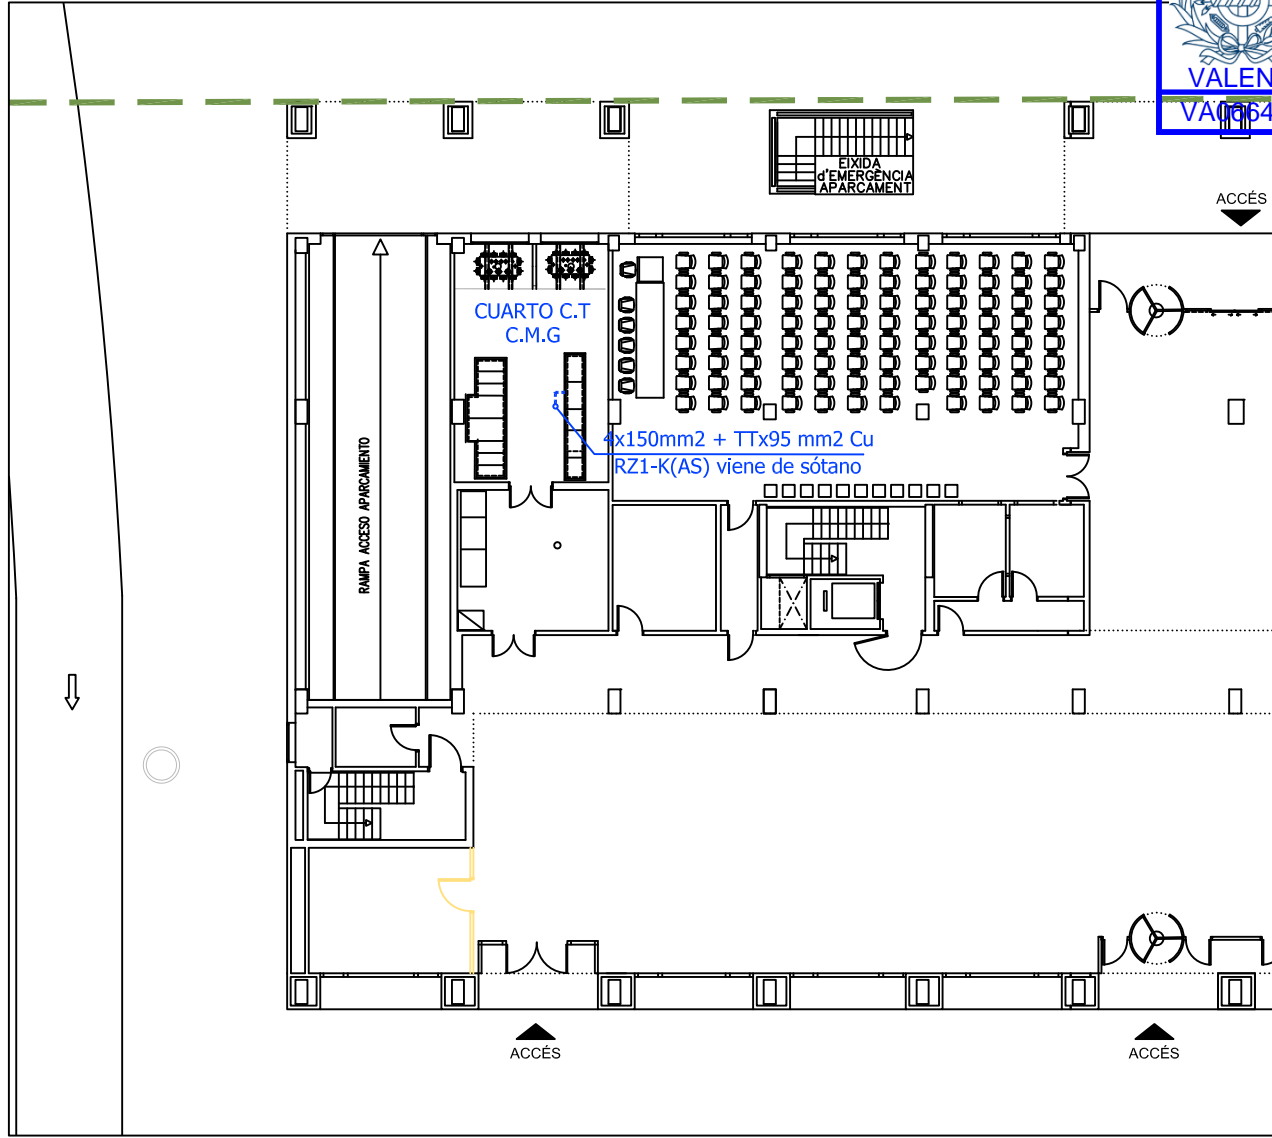 VALEN
VA0664
EIXIDA
d'EMERGÈNCIA
APARCAMENT
ACCÉS
CUARTO C.T
C.M.G
4x150mm2 + TTx95 mm2 Cu
RZ1-K(AS) viene de sótano
RAMPA ACCESO APARCAMIENTO
ACCÉS
ACCÉS